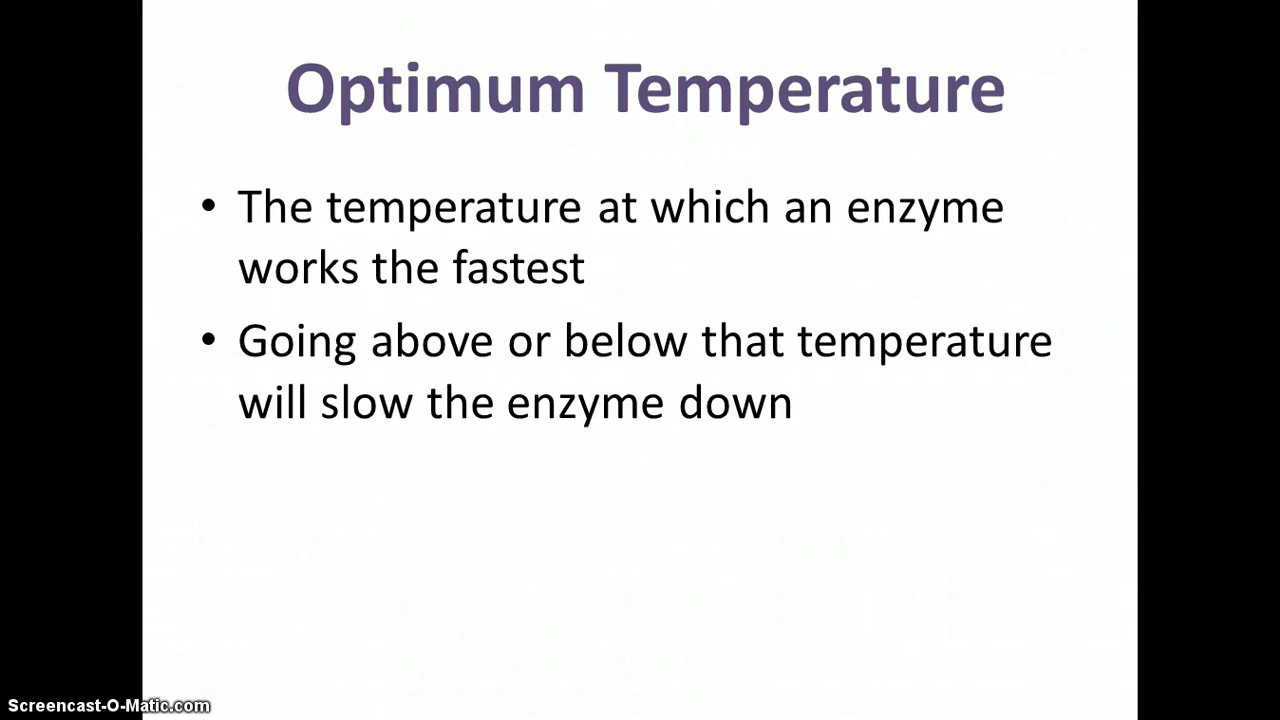 Optimum Temperature
• The temperature at which an enzyme
works the fastest
• Going above or below that temperature
will slow the enzyme down
Screencast-O-Matic.com